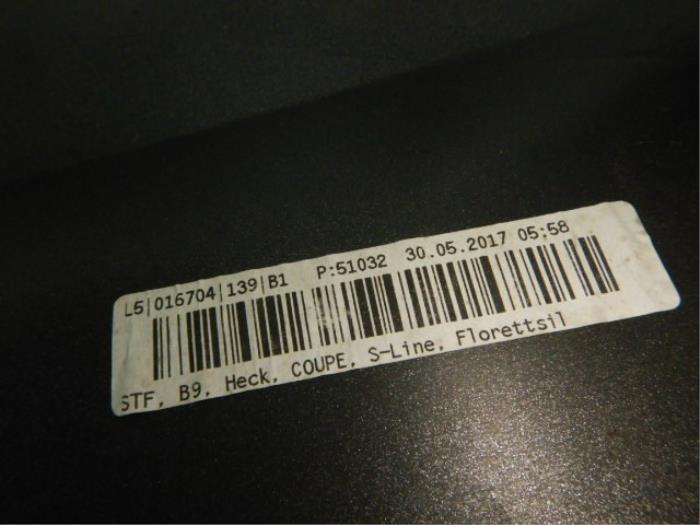 L5|016704|139|B1 P:51032 30.05.2017 05:58
STF, B9, Heck, COUPE, S-Line, Florettsil